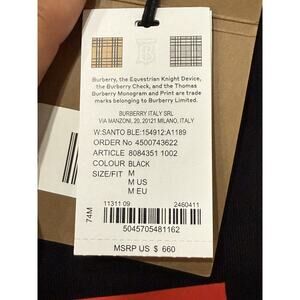 Burberry, the Equestrian Knight Device,
the Burberry Check, and the Thomas
Burberry Monogram and Print are trade
marks belonging to Burberry Limited.
BURBERRY ITALY SRL
VIA MANZONI, 20, 20121 MILANO, ITALY
W:SANTO BLE:154912:A1189
ORDER No 4500743622
ARTICLE 8084351 1002
COLOUR BLACK
SIZE/FIT M
M US
M EU
74M
11311 09 2460411
5045705481162
MSRP US $ 660